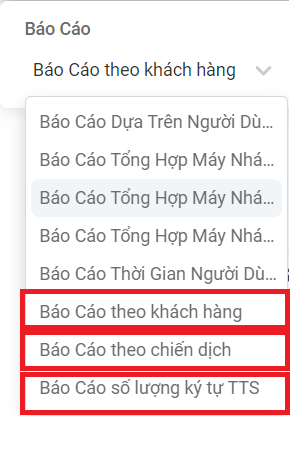 Báo Cáo
Báo Cáo theo khách hàng
Báo Cáo Dựa Trên Người Dù...
Báo Cáo Tổng Hợp Máy Nhá...
Báo Cáo Tổng Hợp Máy Nhá...
Báo Cáo Tổng Hợp Máy Nhá...
Báo Cáo Thời Gian Người Dù...
Báo Cáo theo khách hàng
Báo Cáo theo chiến dịch
Báo Cáo số lượng ký tự TTS